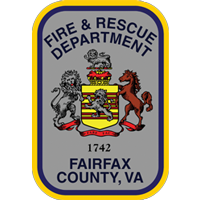 FIRE & RESCUE
DEPARTMENT
1742
FAIRFAX
COUNTY, VA